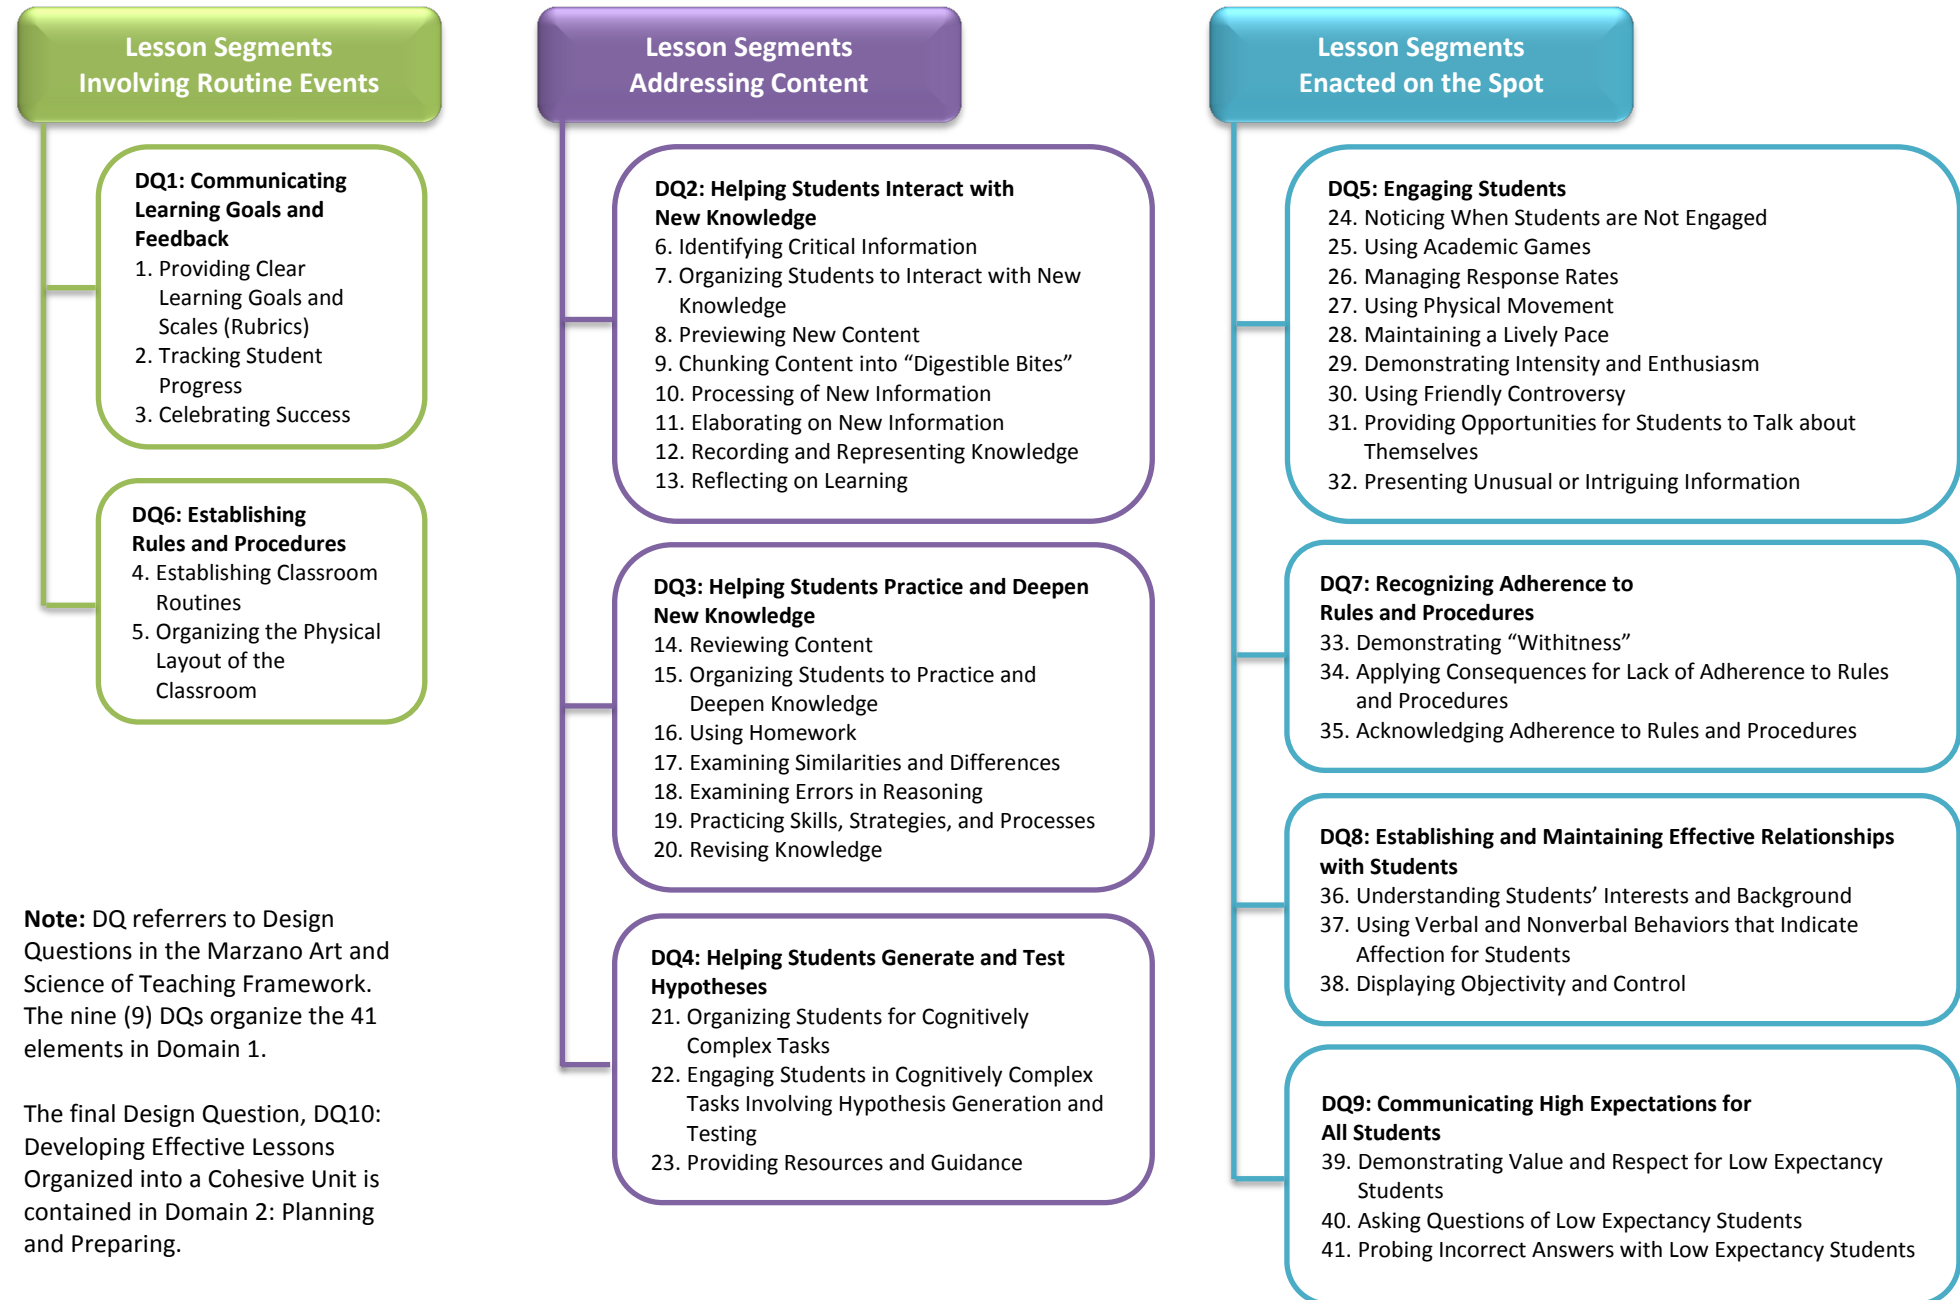 Lesson Segments
Involving Routine Events
DQ1: Communicating
Learning Goals and
Feedback
1. Providing Clear
Learning Goals and
Scales (Rubrics)
2. Tracking Student
Progress
3. Celebrating Success
DQ6: Establishing
Rules and Procedures
4. Establishing Classroom
Routines
5. Organizing the Physical
Layout of the
Classroom
Note: DQ referrers to Design
Questions in the Marzano Art and
Science of Teaching Framework.
The nine (9) DQs organize the 41
elements in Domain 1.
The final Design Question, DQ10:
Developing Effective Lessons
Organized into a Cohesive Unit is
contained in Domain 2: Planning
and Preparing.
Lesson Segments
Addressing Content
DQ2: Helping Students Interact with
New Knowledge
6. Identifying Critical Information
7. Organizing Students to Interact with New
Knowledge
8. Previewing New Content
9. Chunking Content into “Digestible Bites”
10. Processing of New Information
11. Elaborating on New Information
12. Recording and Representing Knowledge
13. Reflecting on Learning
DQ3: Helping Students Practice and Deepen
New Knowledge
14. Reviewing Content
15. Organizing Students to Practice and
Deepen Knowledge
16. Using Homework
17. Examining Similarities and Differences
18. Examining Errors in Reasoning
19. Practicing Skills, Strategies, and Processes
20. Revising Knowledge
DQ4: Helping Students Generate and Test
Hypotheses
21. Organizing Students for Cognitively
Complex Tasks
22. Engaging Students in Cognitively Complex
Tasks Involving Hypothesis Generation and
Testing
23. Providing Resources and Guidance
Lesson Segments
Enacted on the Spot
DQ5: Engaging Students
24. Noticing When Students are Not Engaged
25. Using Academic Games
26. Managing Response Rates
27. Using Physical Movement
28. Maintaining a Lively Pace
29. Demonstrating Intensity and Enthusiasm
30. Using Friendly Controversy
31. Providing Opportunities for Students to Talk about
Themselves
32. Presenting Unusual or Intriguing Information
DQ7: Recognizing Adherence to
Rules and Procedures
33. Demonstrating “Withitness”
34. Applying Consequences for Lack of Adherence to Rules
and Procedures
35. Acknowledging Adherence to Rules and Procedures
DQ8: Establishing and Maintaining Effective Relationships
with Students
36. Understanding Students’ Interests and Background
37. Using Verbal and Nonverbal Behaviors that Indicate
Affection for Students
38. Displaying Objectivity and Control
DQ9: Communicating High Expectations for
All Students
39. Demonstrating Value and Respect for Low Expectancy
Students
40. Asking Questions of Low Expectancy Students
41. Probing Incorrect Answers with Low Expectancy Students